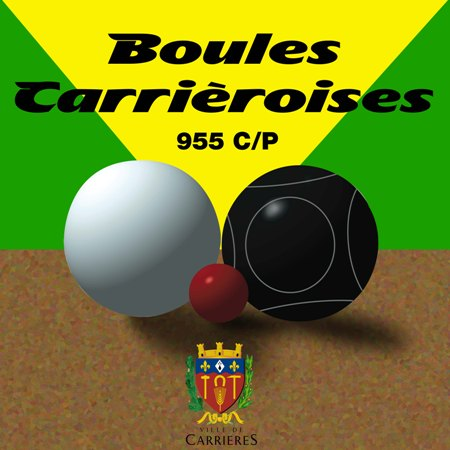 Boules
Carrièroises
955 C/P
VILLE DE
CARRIERES